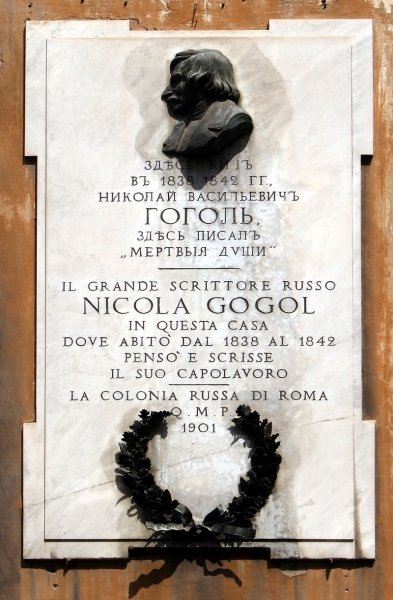 ЗДѢСЬ ЖИЛЪ
ВЪ 1838-1842 ГГ.,
НИКОЛАЙ ВАСИЛЬЕВИЧЪ
ГОГОЛЬ.
ЗДѢСЬ ПИСАЛЪ
„МЕРТВЫЯ ДУШИ“
IL GRANDE SCRITTORE RUSSO
NICOLA GOGOL
IN QUESTA CASA
DOVE ABITÒ DAL 1838 AL 1842
PENSÒ E SCRISSE
IL SUO CAPOLAVORO
LA COLONIA RUSSA DI ROMA
Q.M.P.
1901